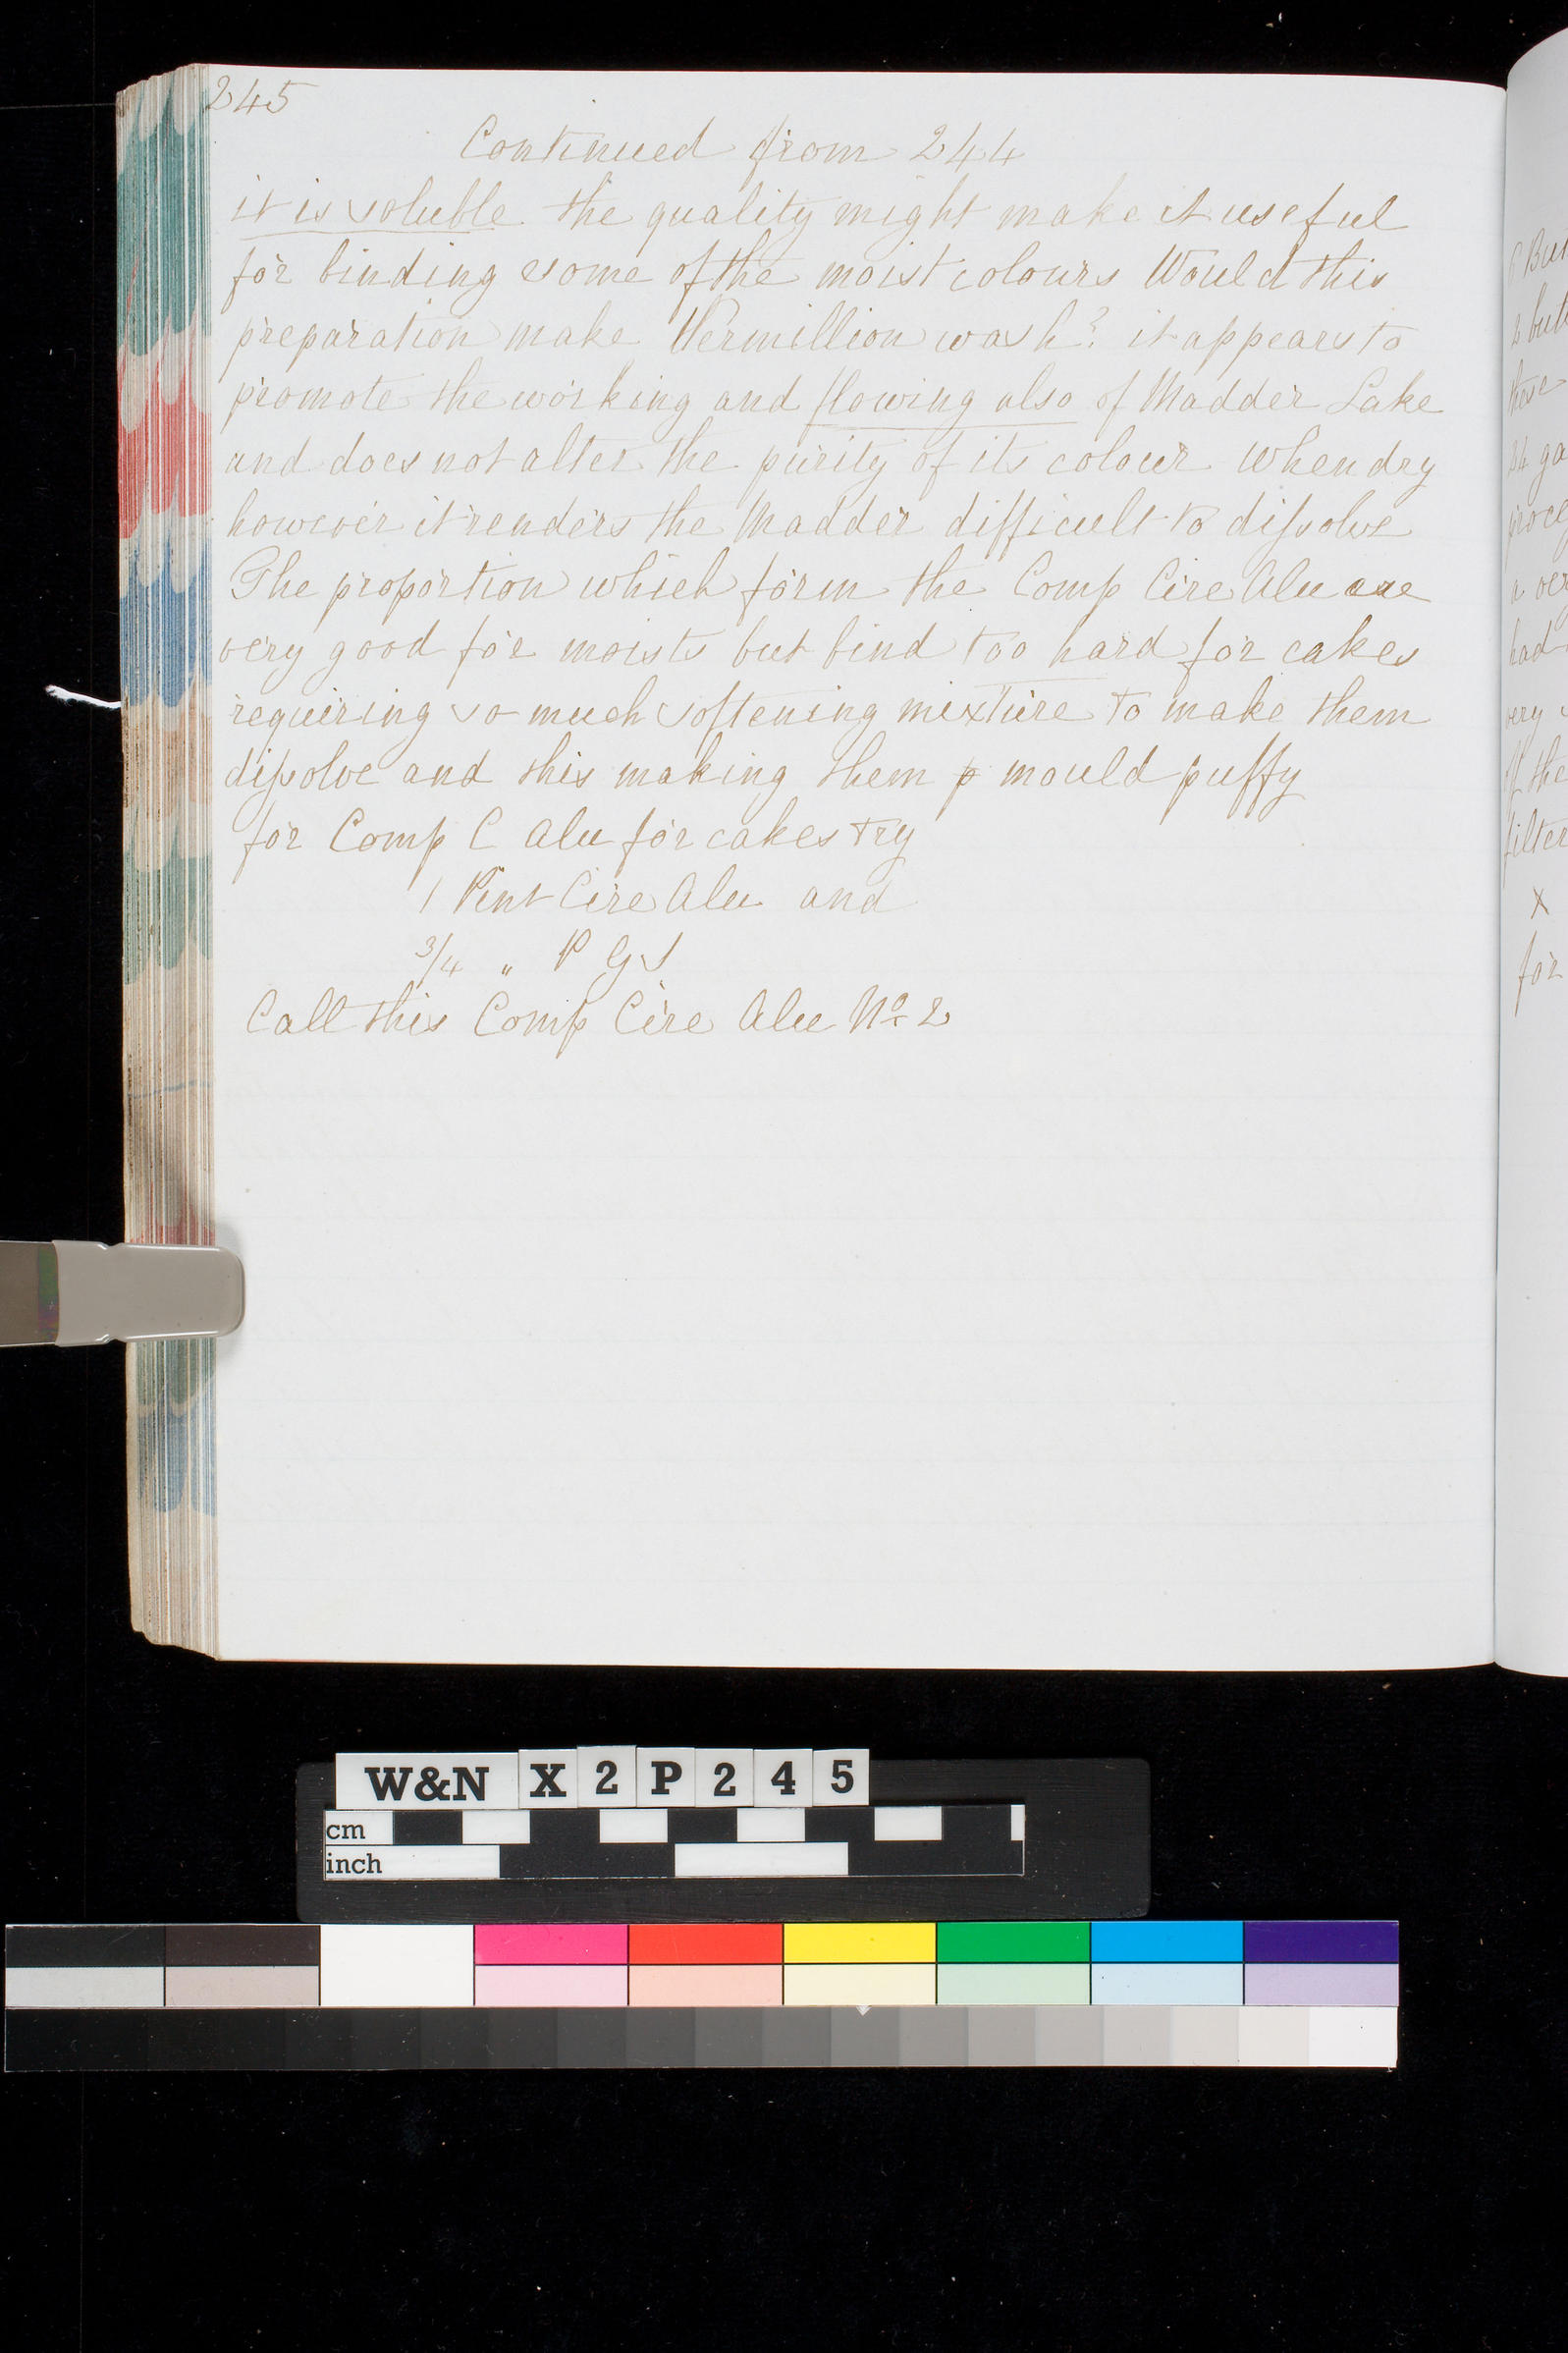 245
Continued from 244
it is soluble the quality might make it useful
for binding some of the moist colours Would this
preparation make Vermillion wash? it appears to
promote the working and flowing also of Madder Lake
and does not alter the purity of its colour When dry
however it renders the Madder difficult to dissolve
The proportion which form the Comp Cire Alu are
very good for moists but bind too hard for cakes
requiring so much softening mixture to make them
dissolve and this making them p mould puffy
for Comp C Alu for cakes try
1 Pint Cire Alu and
3/4 " P G S
Call this Comp Cire Alu No 2
but
those
24 ga
proce
a ver
had
very
of the
filter
x
for
W&N X 2 P 2 4 5
cm
inch